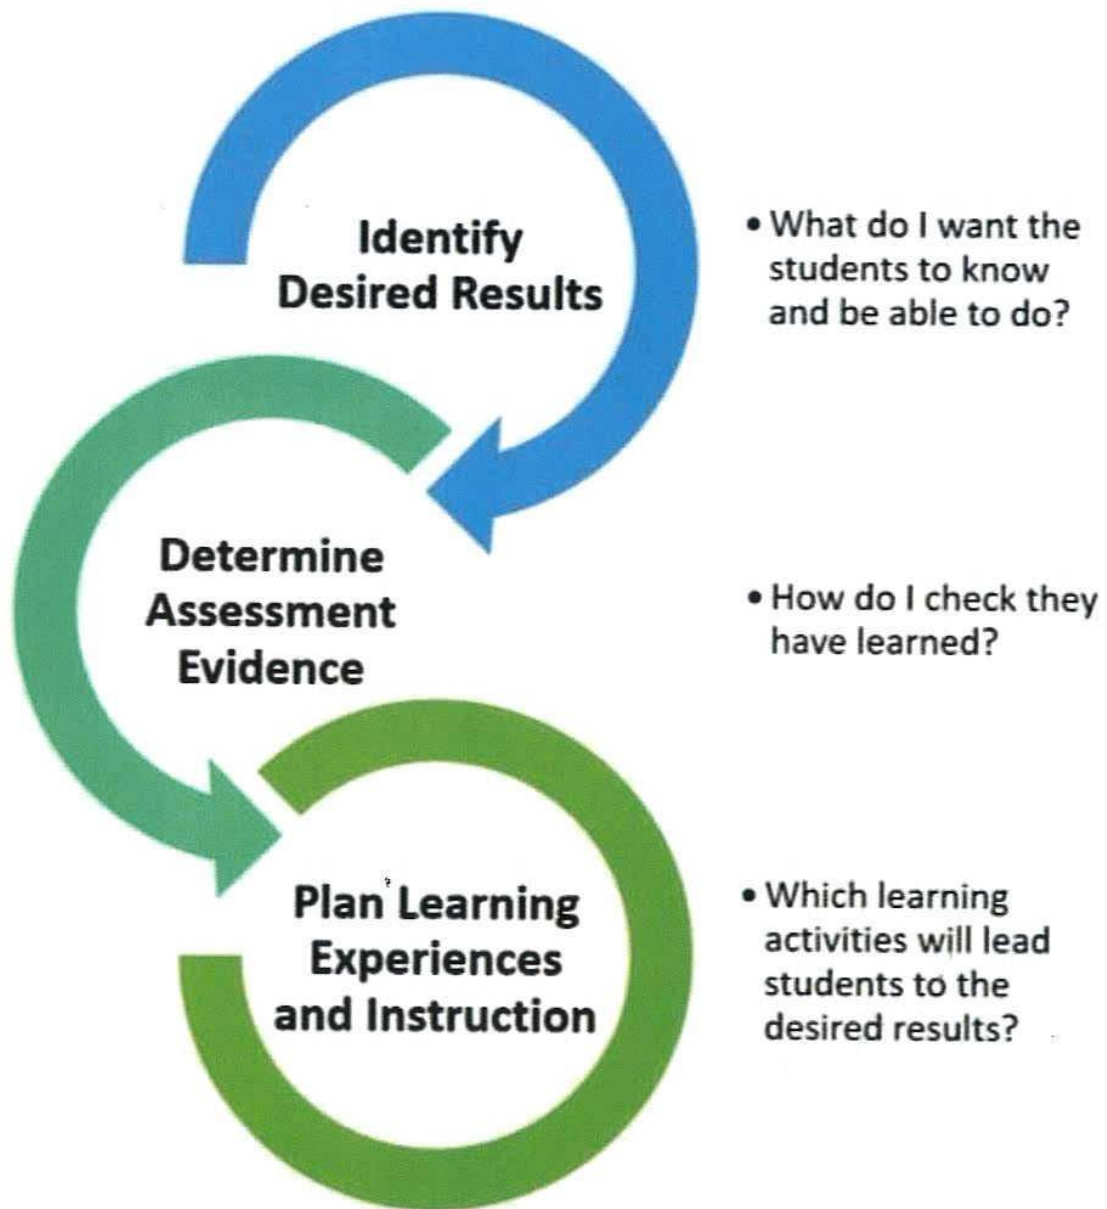 Identify
Desired Results
• What do I want the
students to know
and be able to do?
Determine
Assessment
Evidence
• How do I check they
have learned?
Plan Learning
Experiences
and Instruction
• Which learning
activities will lead
students to the
desired results?